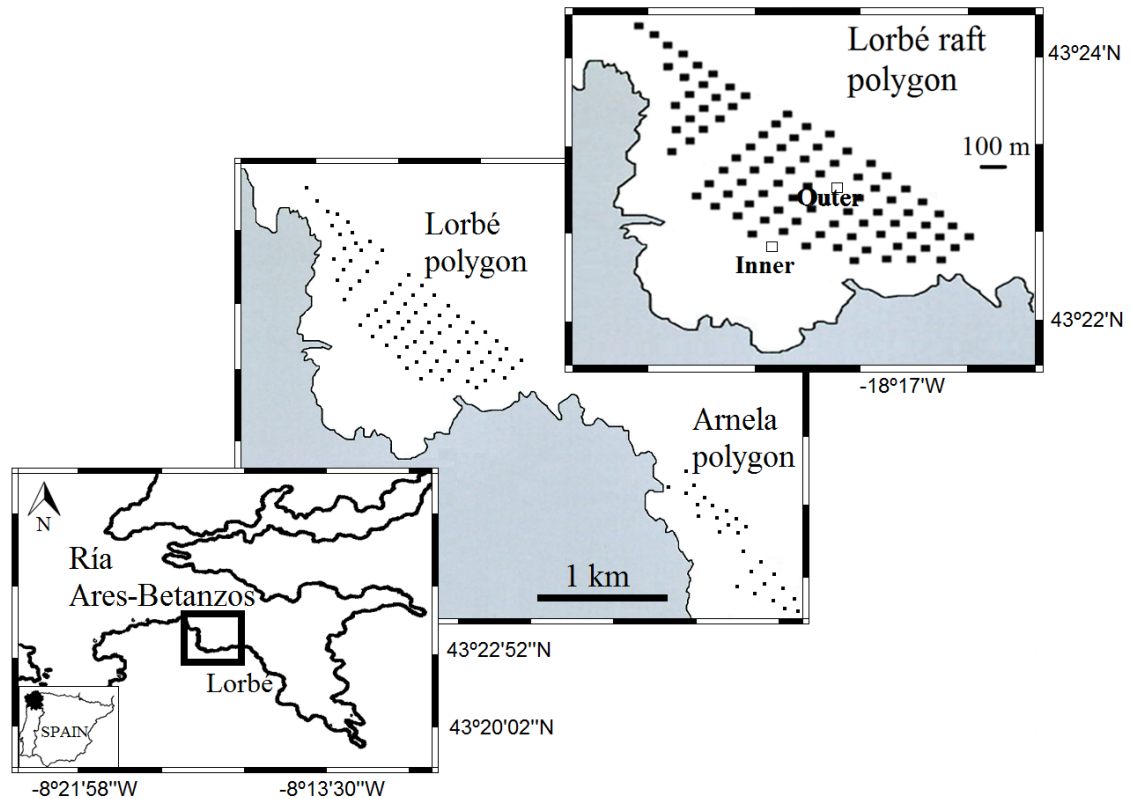 Lorbé raft
polygon
43º24'N
100 m
Outer
Inner
43º22'N
-18º17'W
Lorbé
polygon
Arnela
polygon
1 km
N
Ría
Ares-Betanzos
Lorbé
SPAIN
43º22'52''N
43º20'02''N
-8º21'58''W
-8º13'30''W